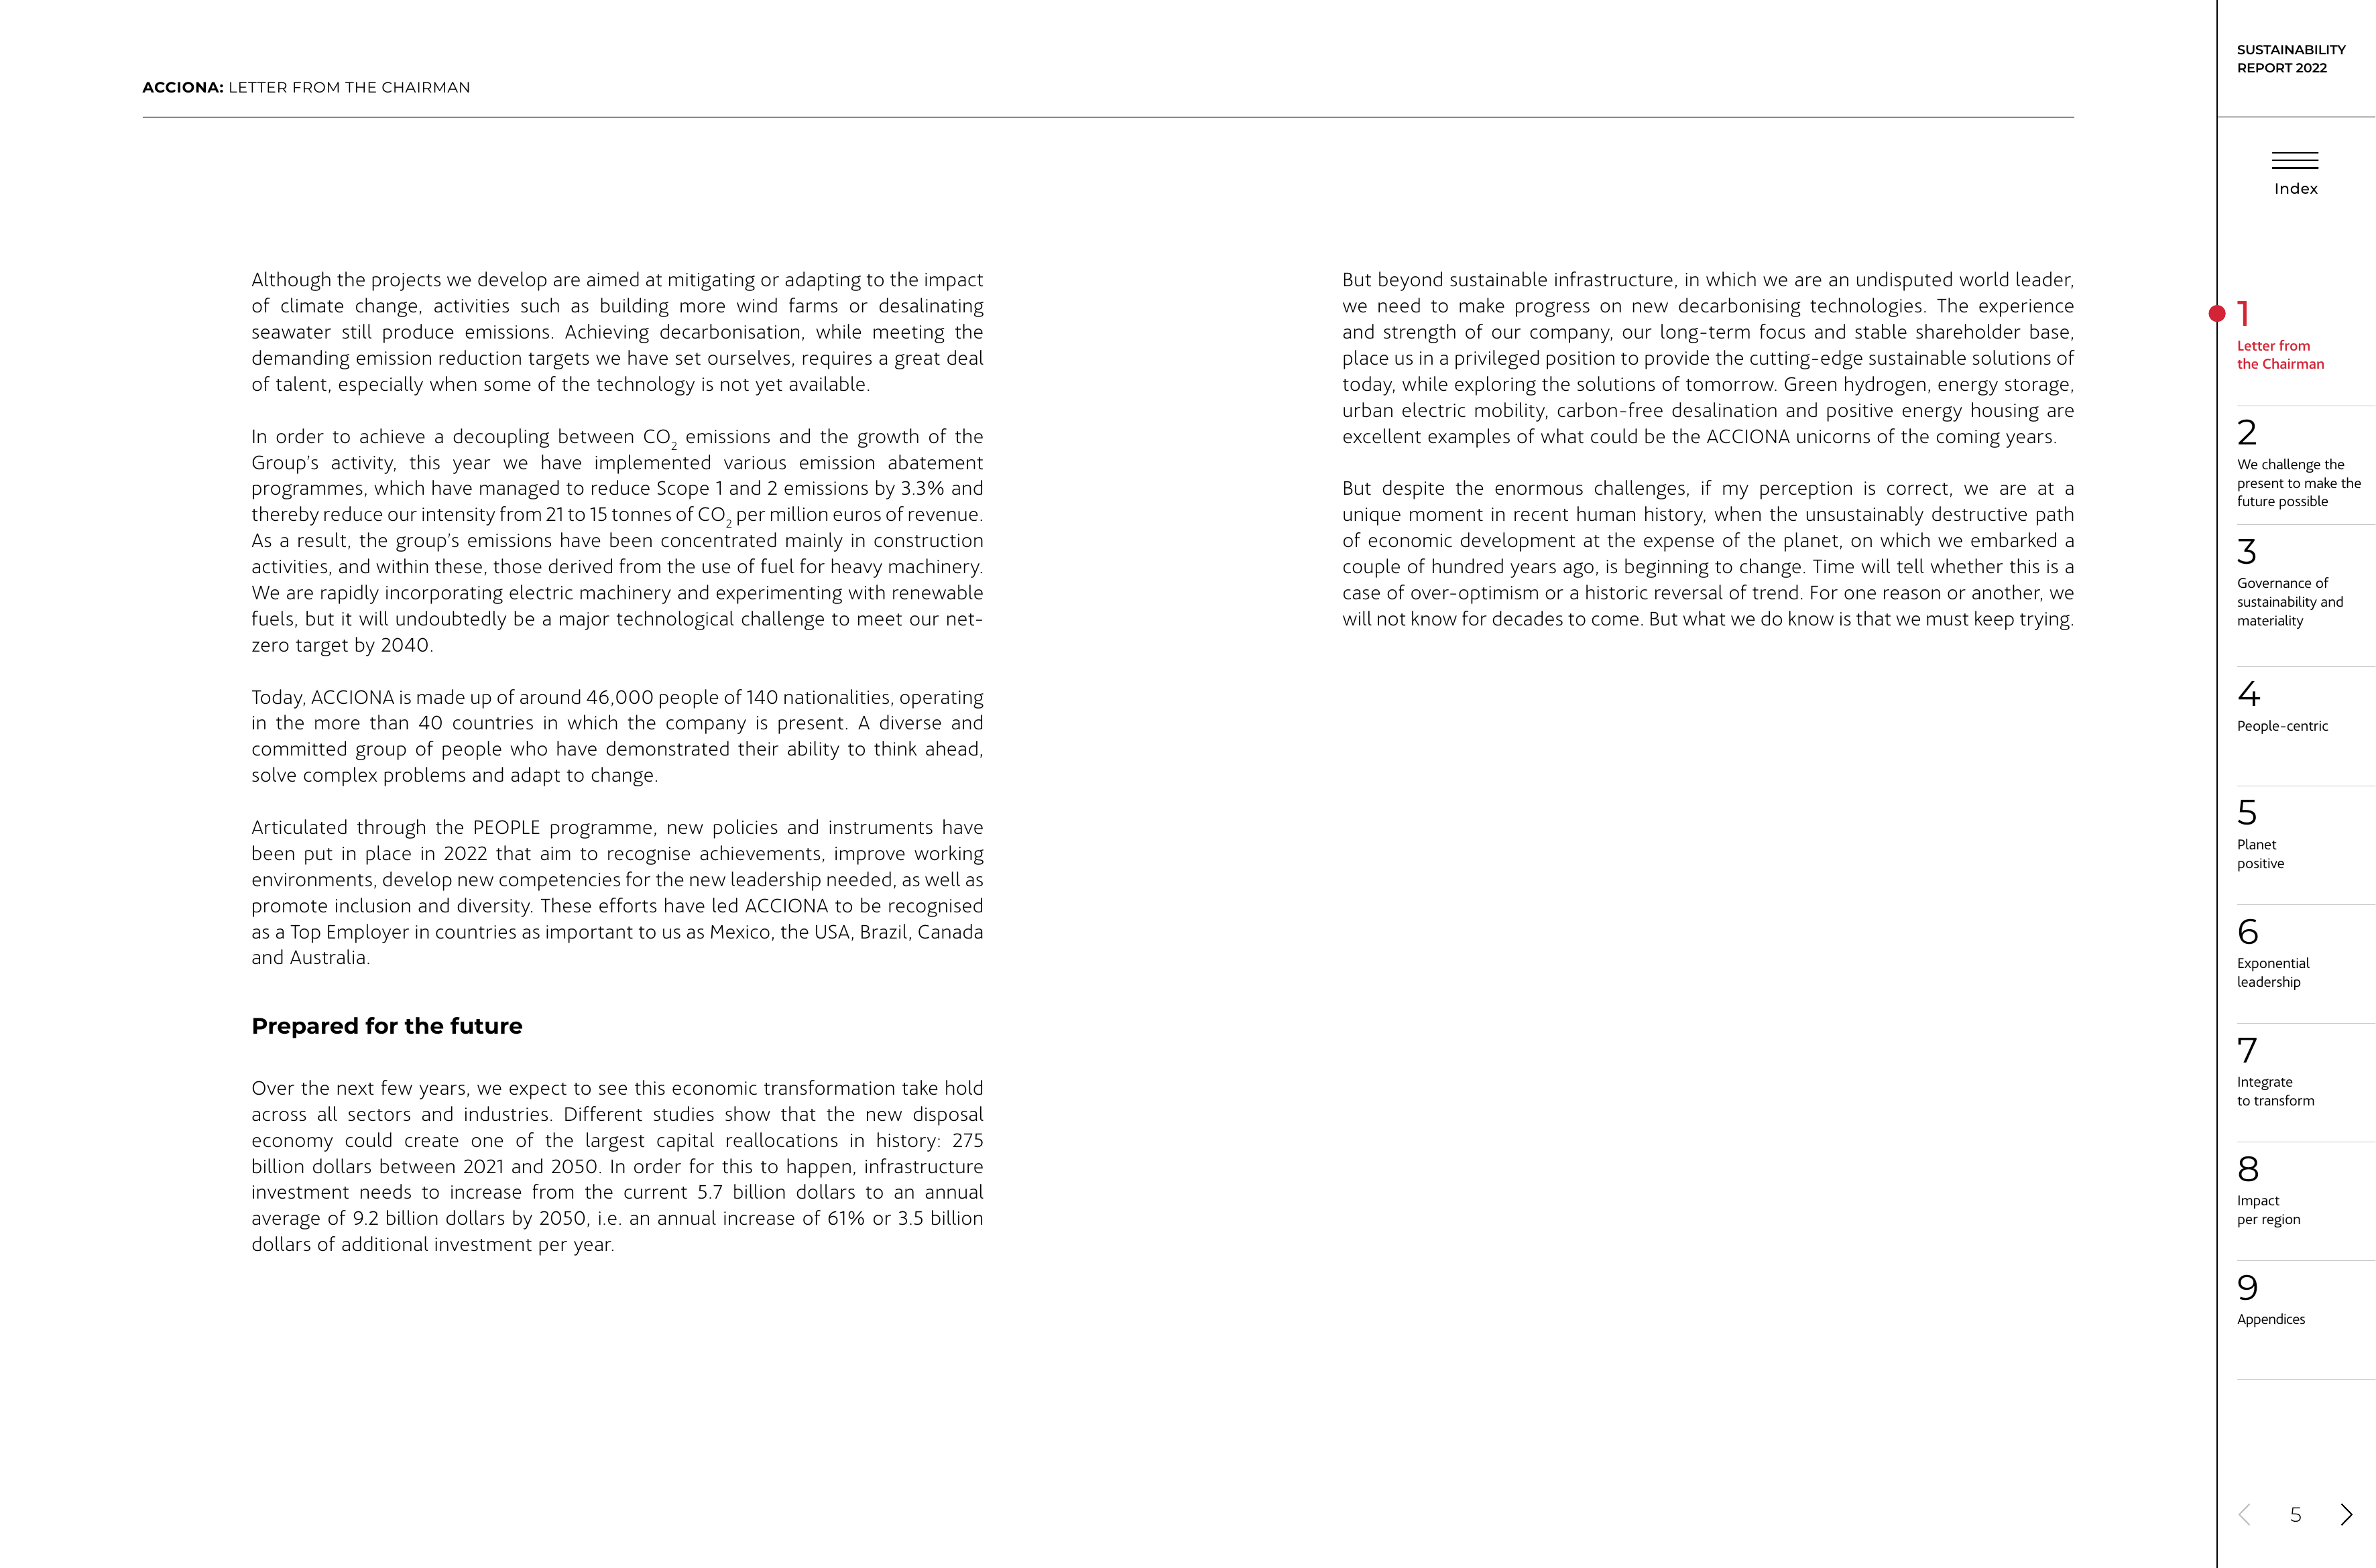 ACCIONA: LETTER FROM THE CHAIRMAN
Although the projects we develop are aimed at mitigating or adapting to the impact
of climate change, activities such as building more wind farms or desalinating
seawater still produce emissions. Achieving decarbonisation, while meeting the
demanding emission reduction targets we have set ourselves, requires a great deal
of talent, especially when some of the technology is not yet available.
In order to achieve a decoupling between CO₂ emissions and the growth of the
Group's activity, this year we have implemented various emission abatement
programmes, which have managed to reduce Scope 1 and 2 emissions by 3.3% and
thereby reduce our intensity from 21 to 15 tonnes of CO₂ per million euros of revenue.
As a result, the group's emissions have been concentrated mainly in construction
activities, and within these, those derived from the use of fuel for heavy machinery.
We are rapidly incorporating electric machinery and experimenting with renewable
fuels, but it will undoubtedly be a major technological challenge to meet our net-
zero target by 2040.
Today, ACCIONA is made up of around 46,000 people of 140 nationalities, operating
in the more than 40 countries in which the company is present. A diverse and
committed group of people who have demonstrated their ability to think ahead,
solve complex problems and adapt to change.
Articulated through the PEOPLE programme, new policies and instruments have
been put in place in 2022 that aim to recognise achievements, improve working
environments, develop new competencies for the new leadership needed, as well as
promote inclusion and diversity. These efforts have led ACCIONA to be recognised
as a Top Employer in countries as important to us as Mexico, the USA, Brazil, Canada
and Australia.
Prepared for the future
Over the next few years, we expect to see this economic transformation take hold
across all sectors and industries. Different studies show that the new disposal
economy could create one of the largest capital reallocations in history: 275
billion dollars between 2021 and 2050. In order for this to happen, infrastructure
investment needs to increase from the current 5.7 billion dollars to an annual
average of 9.2 billion dollars by 2050, i.e. an annual increase of 61% or 3.5 billion
dollars of additional investment per year.
But beyond sustainable infrastructure, in which we are an undisputed world leader,
we need to make progress on new decarbonising technologies. The experience
and strength of our company, our long-term focus and stable shareholder base,
place us in a privileged position to provide the cutting-edge sustainable solutions of
today, while exploring the solutions of tomorrow. Green hydrogen, energy storage,
urban electric mobility, carbon-free desalination and positive energy housing are
excellent examples of what could be the ACCIONA unicorns of the coming years.
But despite the enormous challenges, if my perception is correct, we are at a
unique moment in recent human history, when the unsustainably destructive path
of economic development at the expense of the planet, on which we embarked a
couple of hundred years ago, is beginning to change. Time will tell whether this is a
case of over-optimism or a historic reversal of trend. For one reason or another, we
will not know for decades to come. But what we do know is that we must keep trying.
SUSTAINABILITY
REPORT 2022
Index
1
Letter from
the Chairman
2
We challenge the
present to make the
future possible
3
Governance of
sustainability and
materiality
4
People-centric
5
Planet
positive
6
Exponential
leadership
7
Integrate
to transform
8
Impact
per region
9
Appendices
5